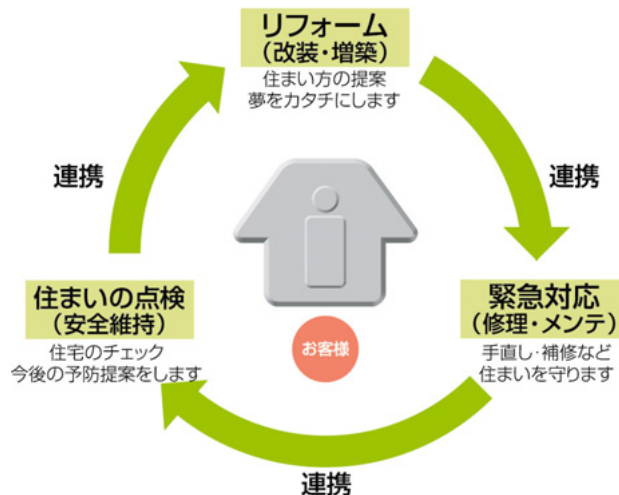 リフォーム
（改装・増築）
住まい方の提案
夢をカタチにします
連携
連携
住まいの点検
（安全維持）
住宅のチェック
今後の予防提案をします
緊急対応
（修理・メンテ）
手直し・補修など
住まいを守ります
お客様
連携